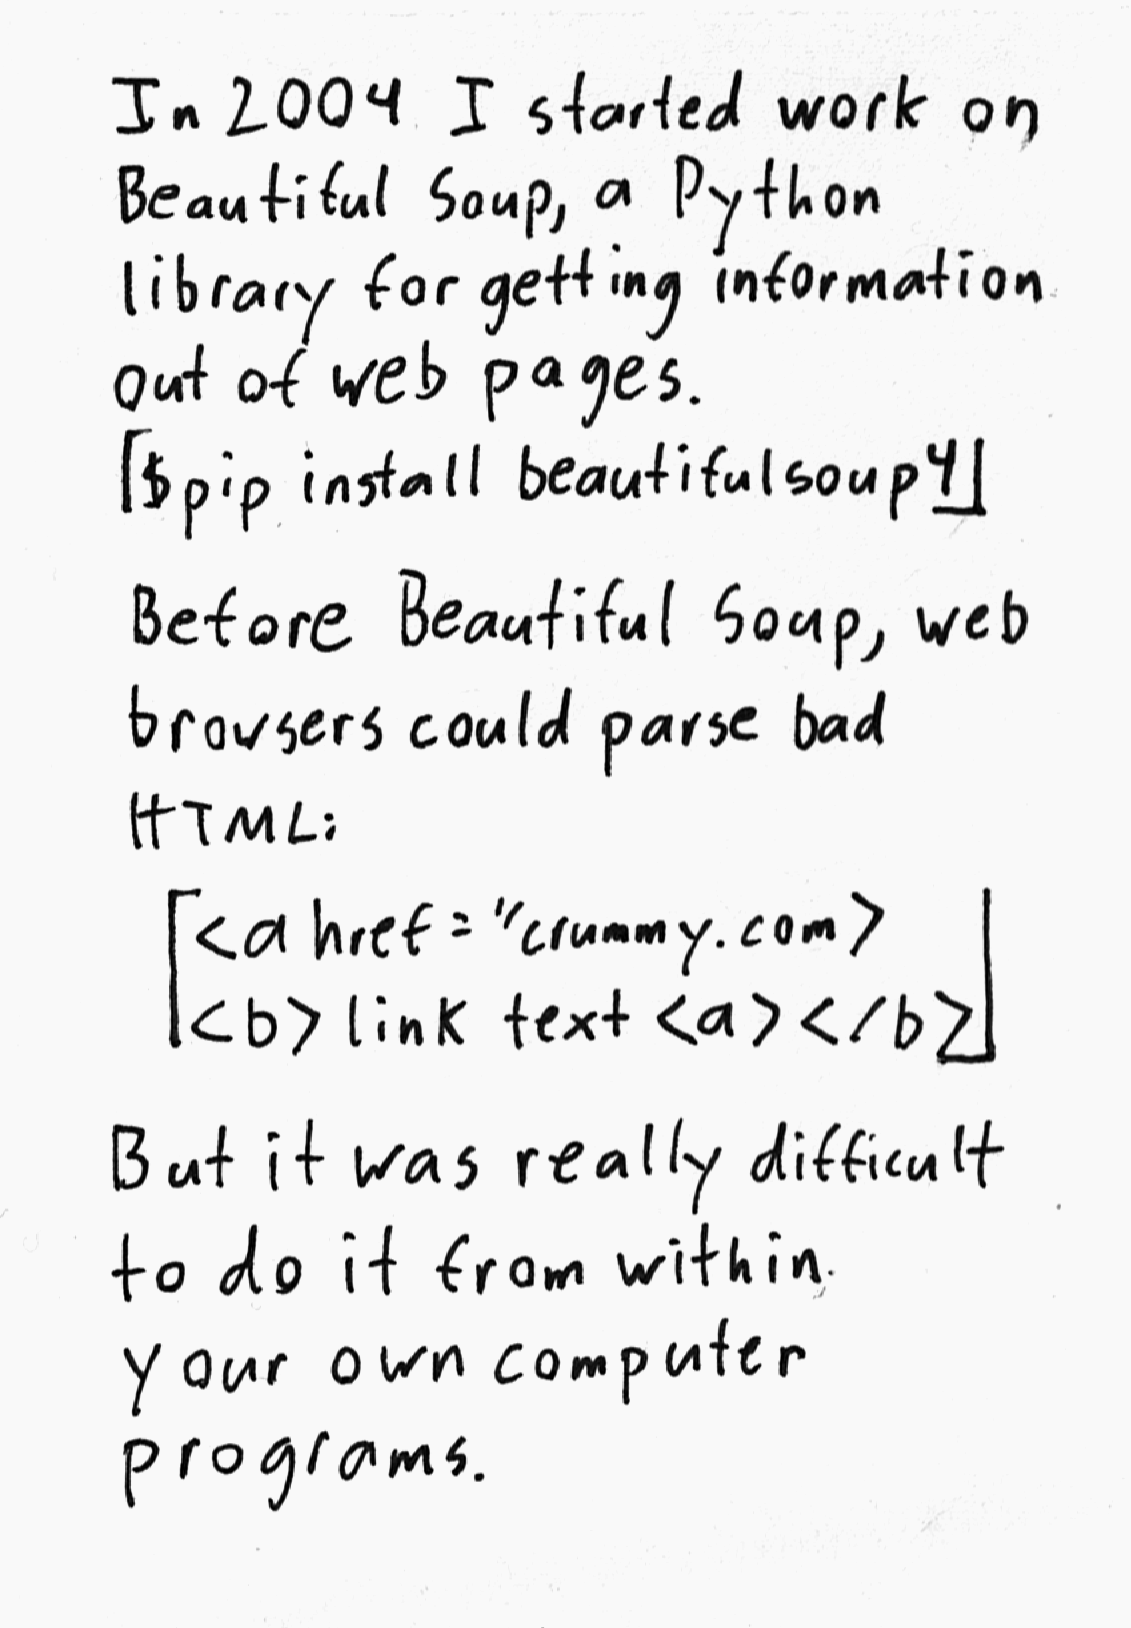 In 2004 I started work on
Beautiful Soup, a Python
library for getting information
out of web pages.
⌈$pip install beautifulsoup4⌋
Before Beautiful Soup, web
browsers could parse bad
HTML:
⌈<a href="crummy.com>
<b> link text <a></b>⌋
But it was really difficult
to do it from within
your own computer
programs.